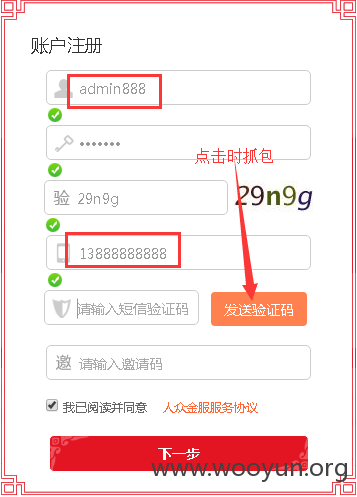 账户注册
admin888
•••••••
点击时抓包
验 29n9g
29n9g
13888888888
请输入短信验证码
发送验证码
邀 请输入邀请码
我已阅读并同意 人众金服服务协议
下一步
www.wooyun.org